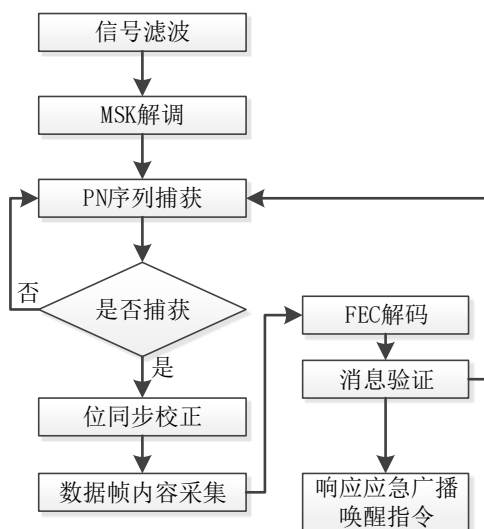 信号滤波
MSK解调
PN序列捕获
否
是否捕获
是
位同步校正
数据帧内容采集
FEC解码
消息验证
响应应急广播
唤醒指令